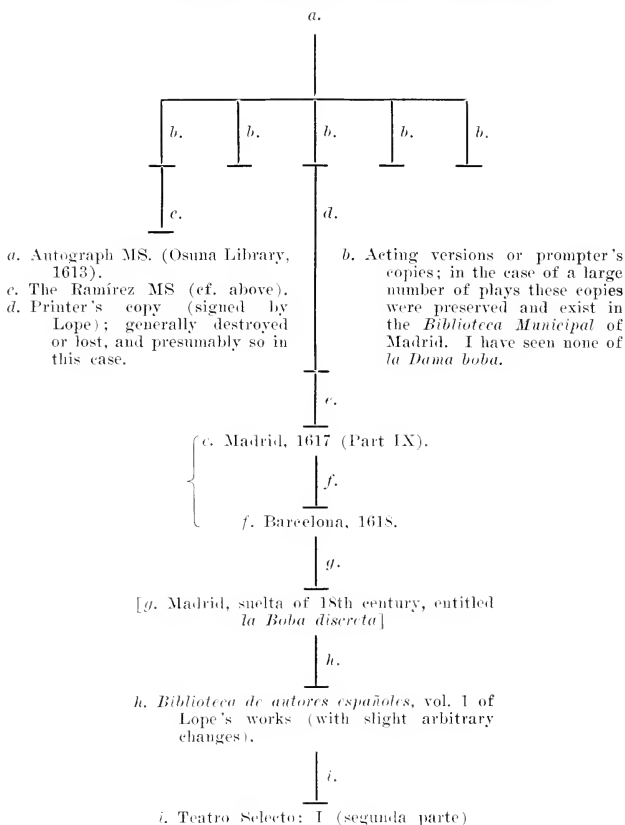 a.
b.
b.
b.
b.
b.
c.
d.
a. Autograph MS. (Osuna Library,
1613).
c. The Ramírez MS (cf. above).
d. Printer's copy (signed by
Lope); generally destroyed
or lost, and presumably so in
this case.
b. Acting versions or prompter's
copies; in the case of a large
number of plays these copies
were preserved and exist in
the Biblioteca Municipal of
Madrid. I have seen none of
la Dama boba.
e.
e. Madrid, 1617 (Part IX).
f.
f. Barcelona, 1618.
g.
[g. Madrid, suelta of 18th century, entitled
la Boba discreta]
h.
h. Biblioteca de autores españoles, vol. 1 of
Lope's works (with slight arbitrary
changes).
i.
i. Teatro Selecto: I (segunda parte)